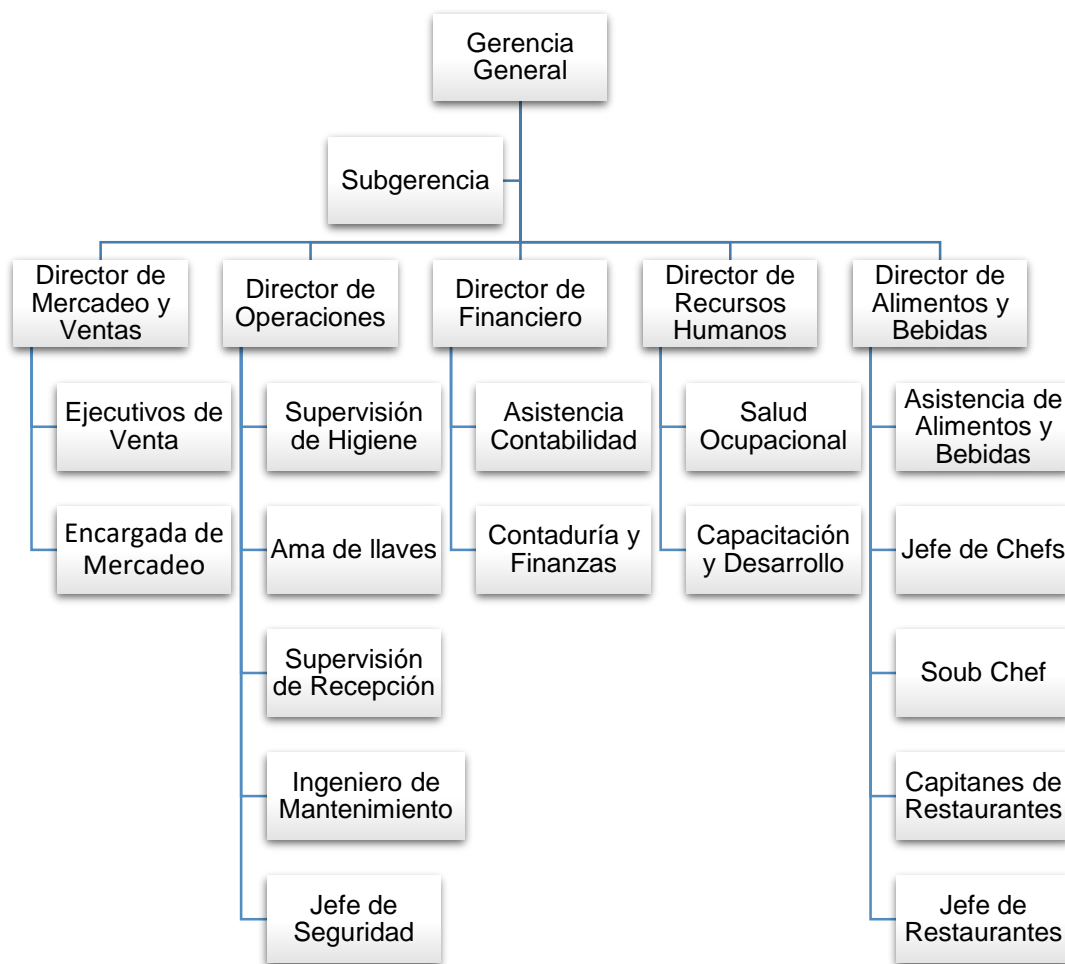 Gerencia
General
Subgerencia
Director de
Mercadeo y
Ventas
Director de
Operaciones
Director de
Financiero
Director de
Recursos
Humanos
Director de
Alimentos y
Bebidas
Ejecutivos de
Venta
Supervisión
de Higiene
Asistencia
Contabilidad
Salud
Ocupacional
Asistencia de
Alimentos y
Bebidas
Encargada de
Mercadeo
Ama de llaves
Contaduría y
Finanzas
Capacitación
y Desarrollo
Jefe de Chefs
Supervisión
de Recepción
Soub Chef
Ingeniero de
Mantenimiento
Capitanes de
Restaurantes
Jefe de
Seguridad
Jefe de
Restaurantes